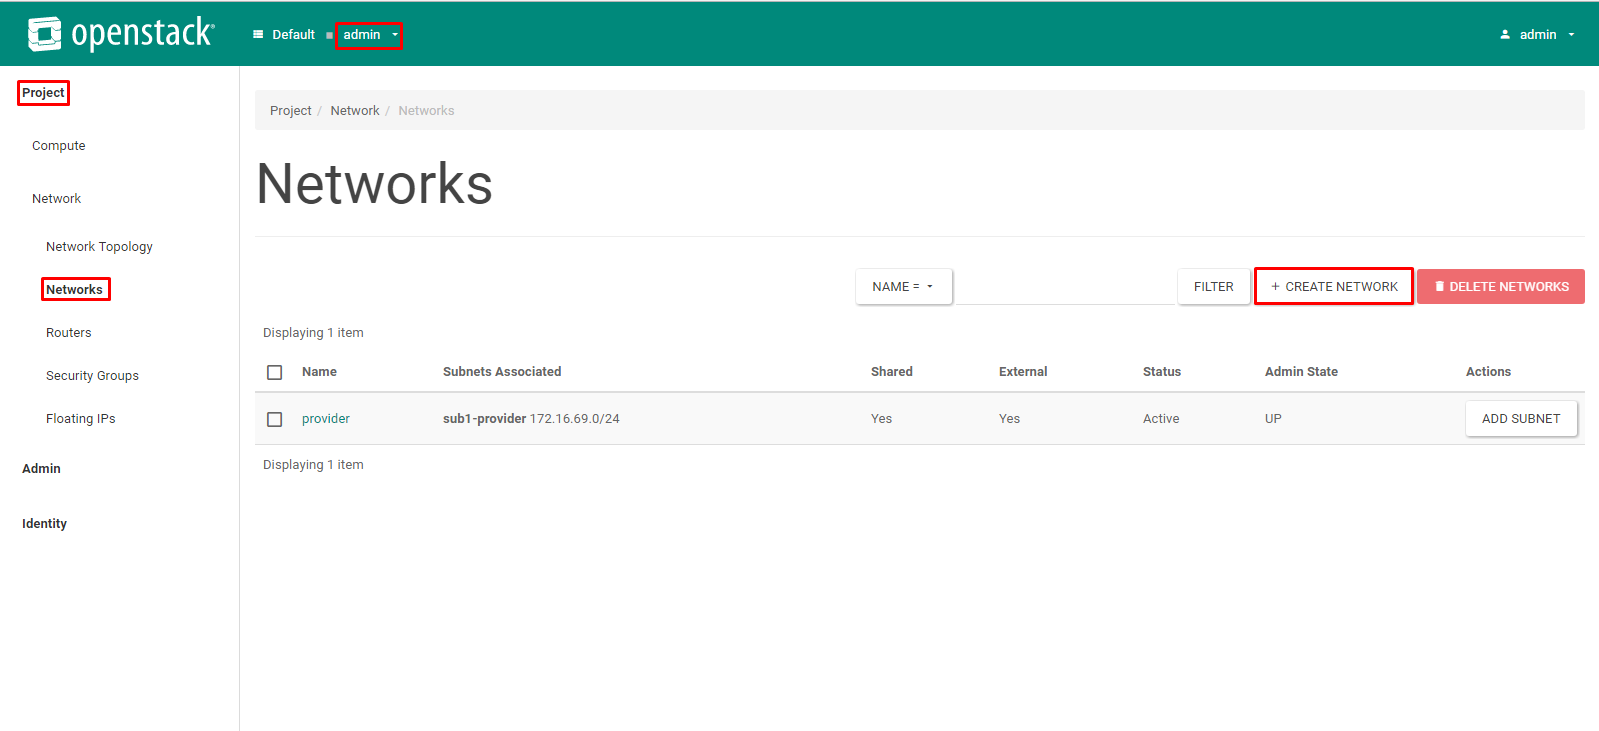 openstack®
Default admin
admin
Project
Compute
Network
Network Topology
Networks
Routers
Security Groups
Floating IPs
Admin
Identity
Project / Network / Networks
Networks
NAME =
FILTER
+ CREATE NETWORK
DELETE NETWORKS
Displaying 1 item
Name Subnets Associated Shared External Status Admin State Actions
provider sub1-provider 172.16.69.0/24 Yes Yes Active UP ADD SUBNET
Displaying 1 item